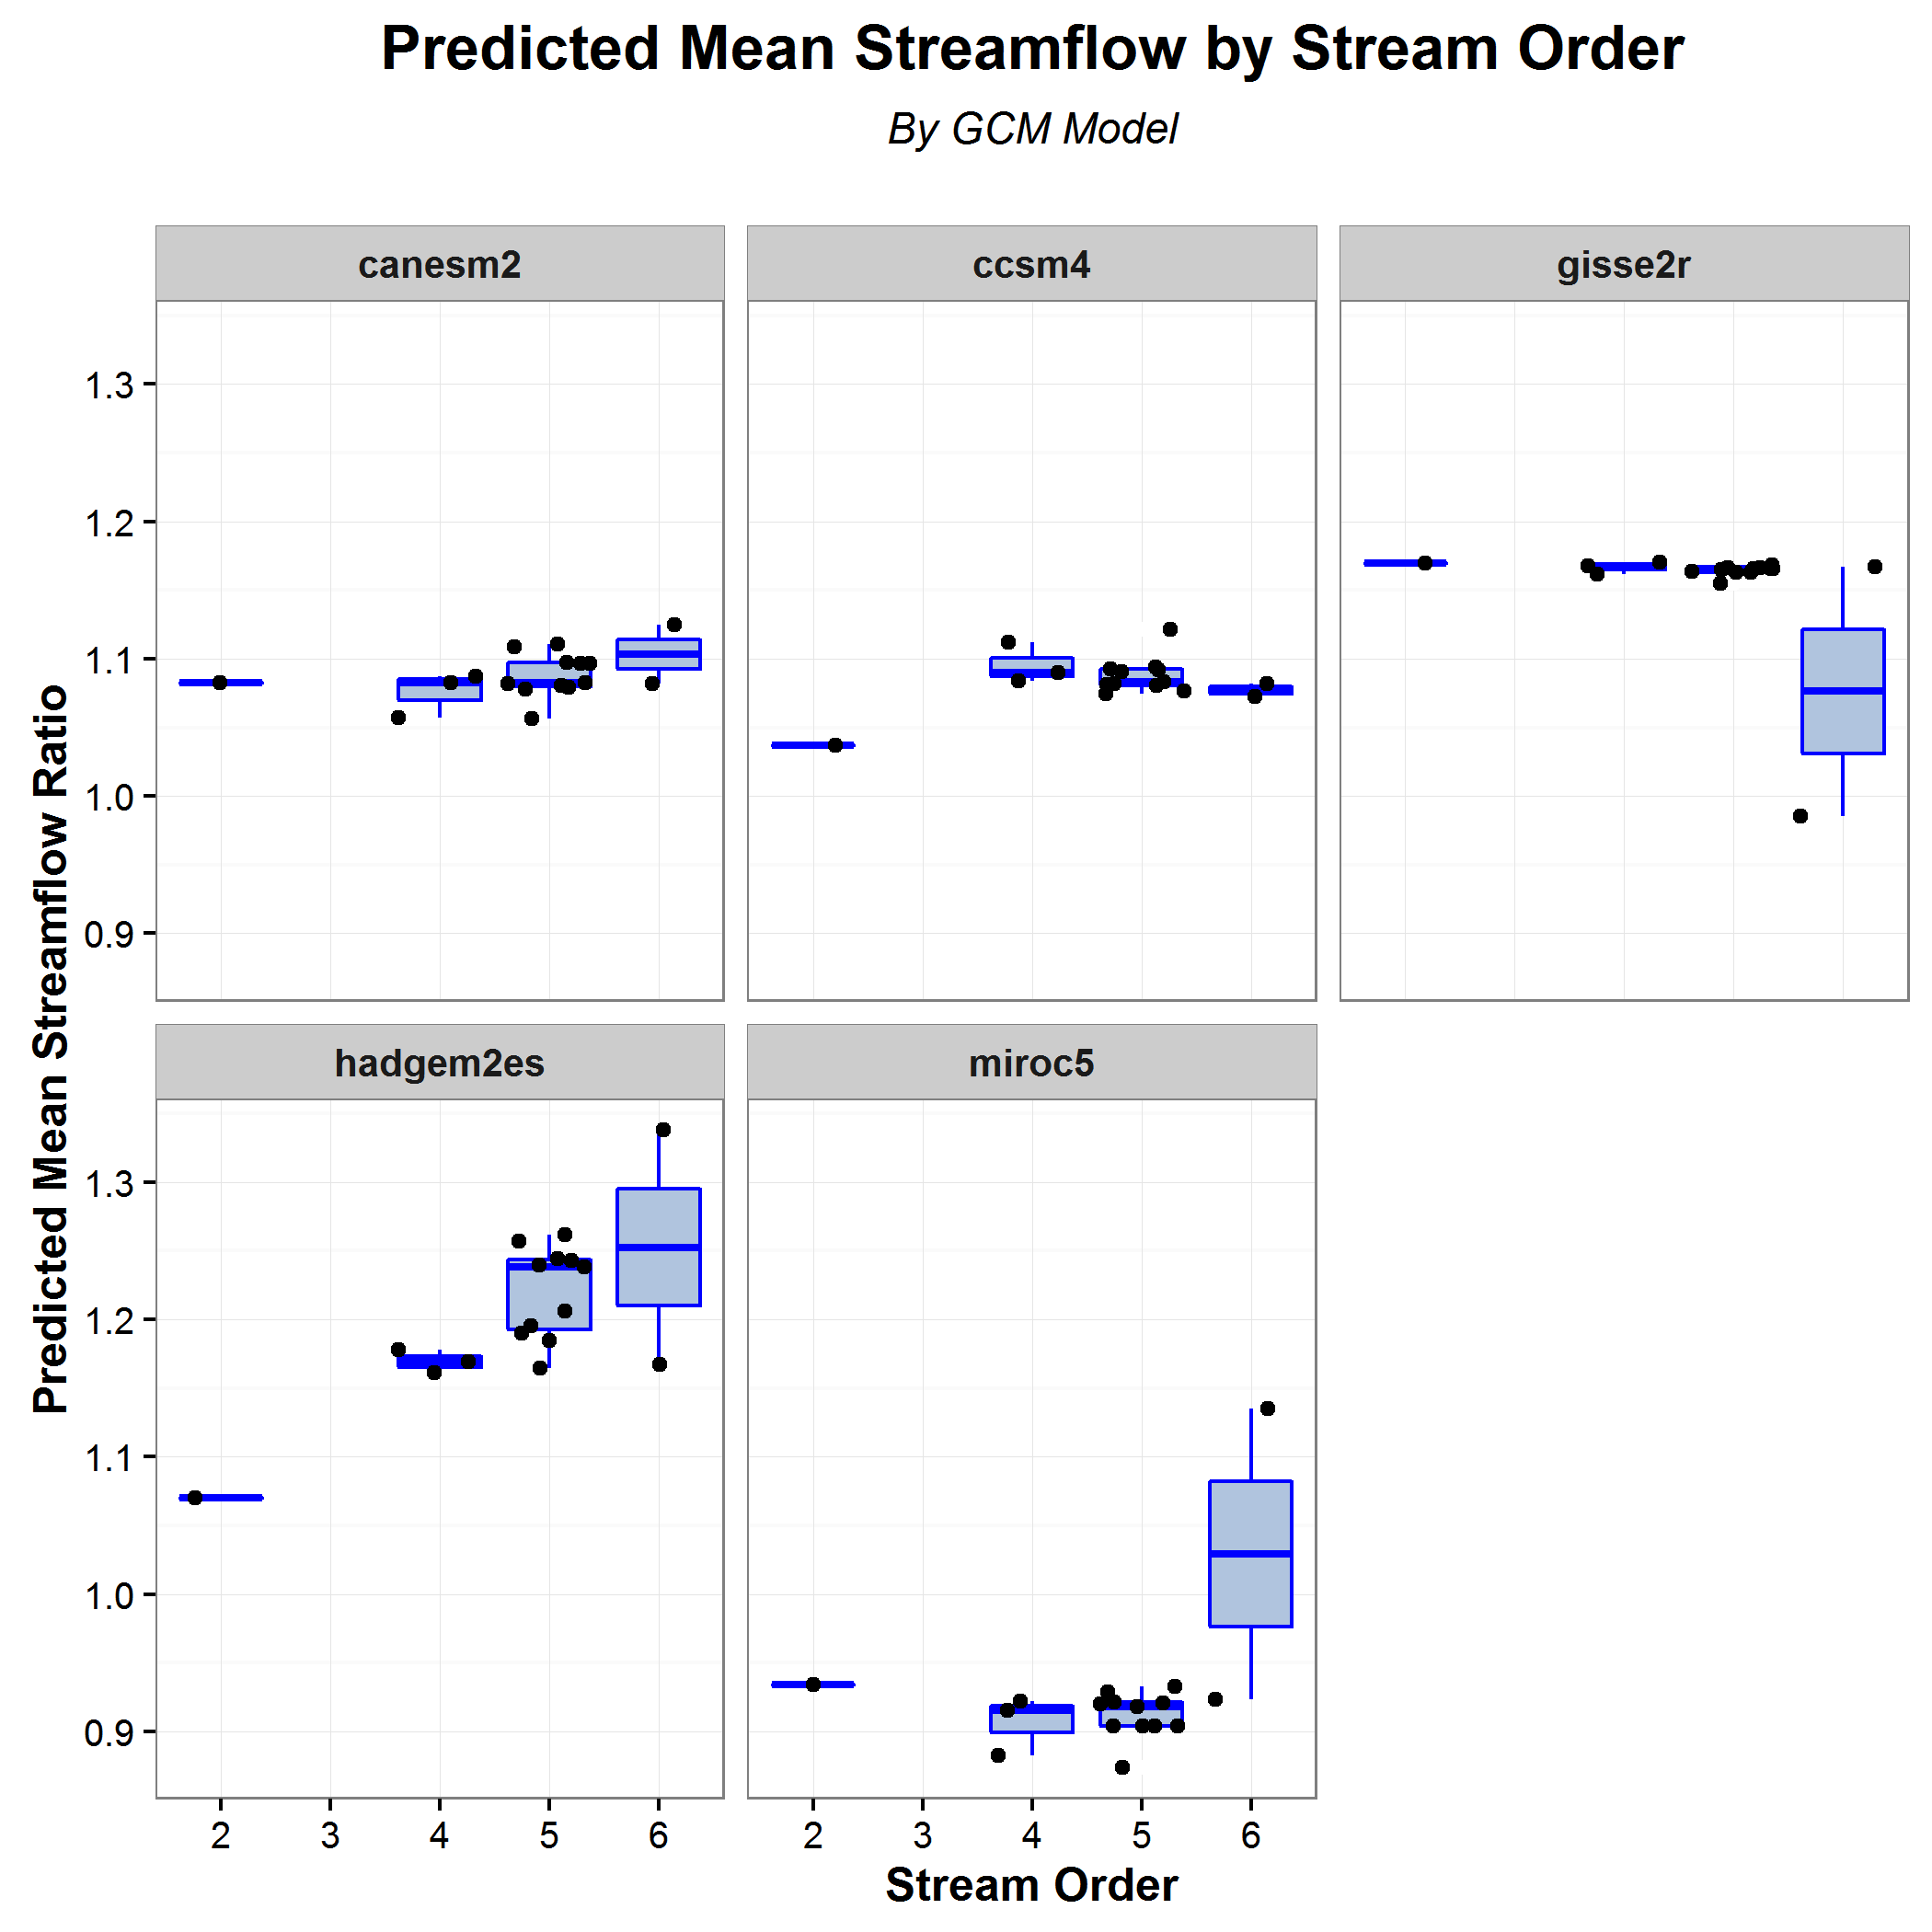 Predicted Mean Streamflow by Stream Order
By GCM Model
canesm2
ccsm4
gisse2r
1.3
1.2
1.1
1.0
0.9
Predicted Mean Streamflow Ratio
hadgem2es
miroc5
1.3
1.2
1.1
1.0
0.9
2 3 4 5 6
2 3 4 5 6
Stream Order